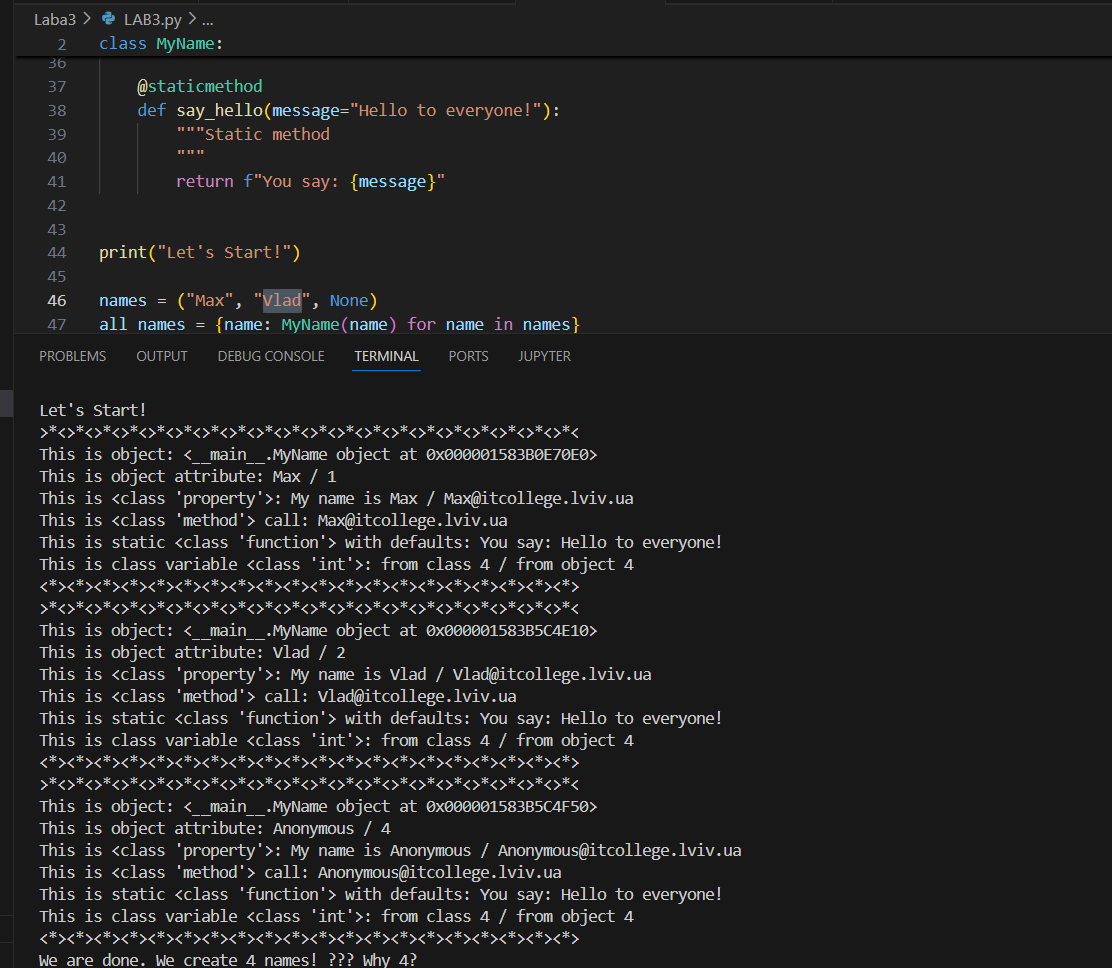 Laba3 > LAB3.py > ...
2 class MyName:
36
37 @staticmethod
38 def say_hello(message="Hello to everyone!"):
39 """Static method
40 """
41 return f"You say: {message}"
42
43
44 print("Let's Start!")
45
46 names = ("Max", "Vlad", None)
47 all_names = {name: MyName(name) for name in names}
PROBLEMS OUTPUT DEBUG CONSOLE TERMINAL PORTS JUPYTER
Let's Start!
>*<>*<>*<>*<>*<>*<>*<>*<>*<>*<>*<>*<>*<>*<>*<>*<>*<>*<>*<>*<
This is object: <__main__.MyName object at 0x000001583B0E70E0>
This is object attribute: Max / 1
This is <class 'property'>: My name is Max / Max@itcollege.lviv.ua
This is <class 'method'> call: Max@itcollege.lviv.ua
This is static <class 'function'> with defaults: You say: Hello to everyone!
This is class variable <class 'int'>: from class 4 / from object 4
<*><*><*><*><*><*><*><*><*><*><*><*><*><*><*><*><*><*><*><*>
>*<>*<>*<>*<>*<>*<>*<>*<>*<>*<>*<>*<>*<>*<>*<>*<>*<>*<>*<>*<
This is object: <__main__.MyName object at 0x000001583B5C4E10>
This is object attribute: Vlad / 2
This is <class 'property'>: My name is Vlad / Vlad@itcollege.lviv.ua
This is <class 'method'> call: Vlad@itcollege.lviv.ua
This is static <class 'function'> with defaults: You say: Hello to everyone!
This is class variable <class 'int'>: from class 4 / from object 4
<*><*><*><*><*><*><*><*><*><*><*><*><*><*><*><*><*><*><*><*>
>*<>*<>*<>*<>*<>*<>*<>*<>*<>*<>*<>*<>*<>*<>*<>*<>*<>*<>*<>*<
This is object: <__main__.MyName object at 0x000001583B5C4F50>
This is object attribute: Anonymous / 4
This is <class 'property'>: My name is Anonymous / Anonymous@itcollege.lviv.ua
This is <class 'method'> call: Anonymous@itcollege.lviv.ua
This is static <class 'function'> with defaults: You say: Hello to everyone!
This is class variable <class 'int'>: from class 4 / from object 4
<*><*><*><*><*><*><*><*><*><*><*><*><*><*><*><*><*><*><*><*>
We are done. We create 4 names! ??? Why 4?